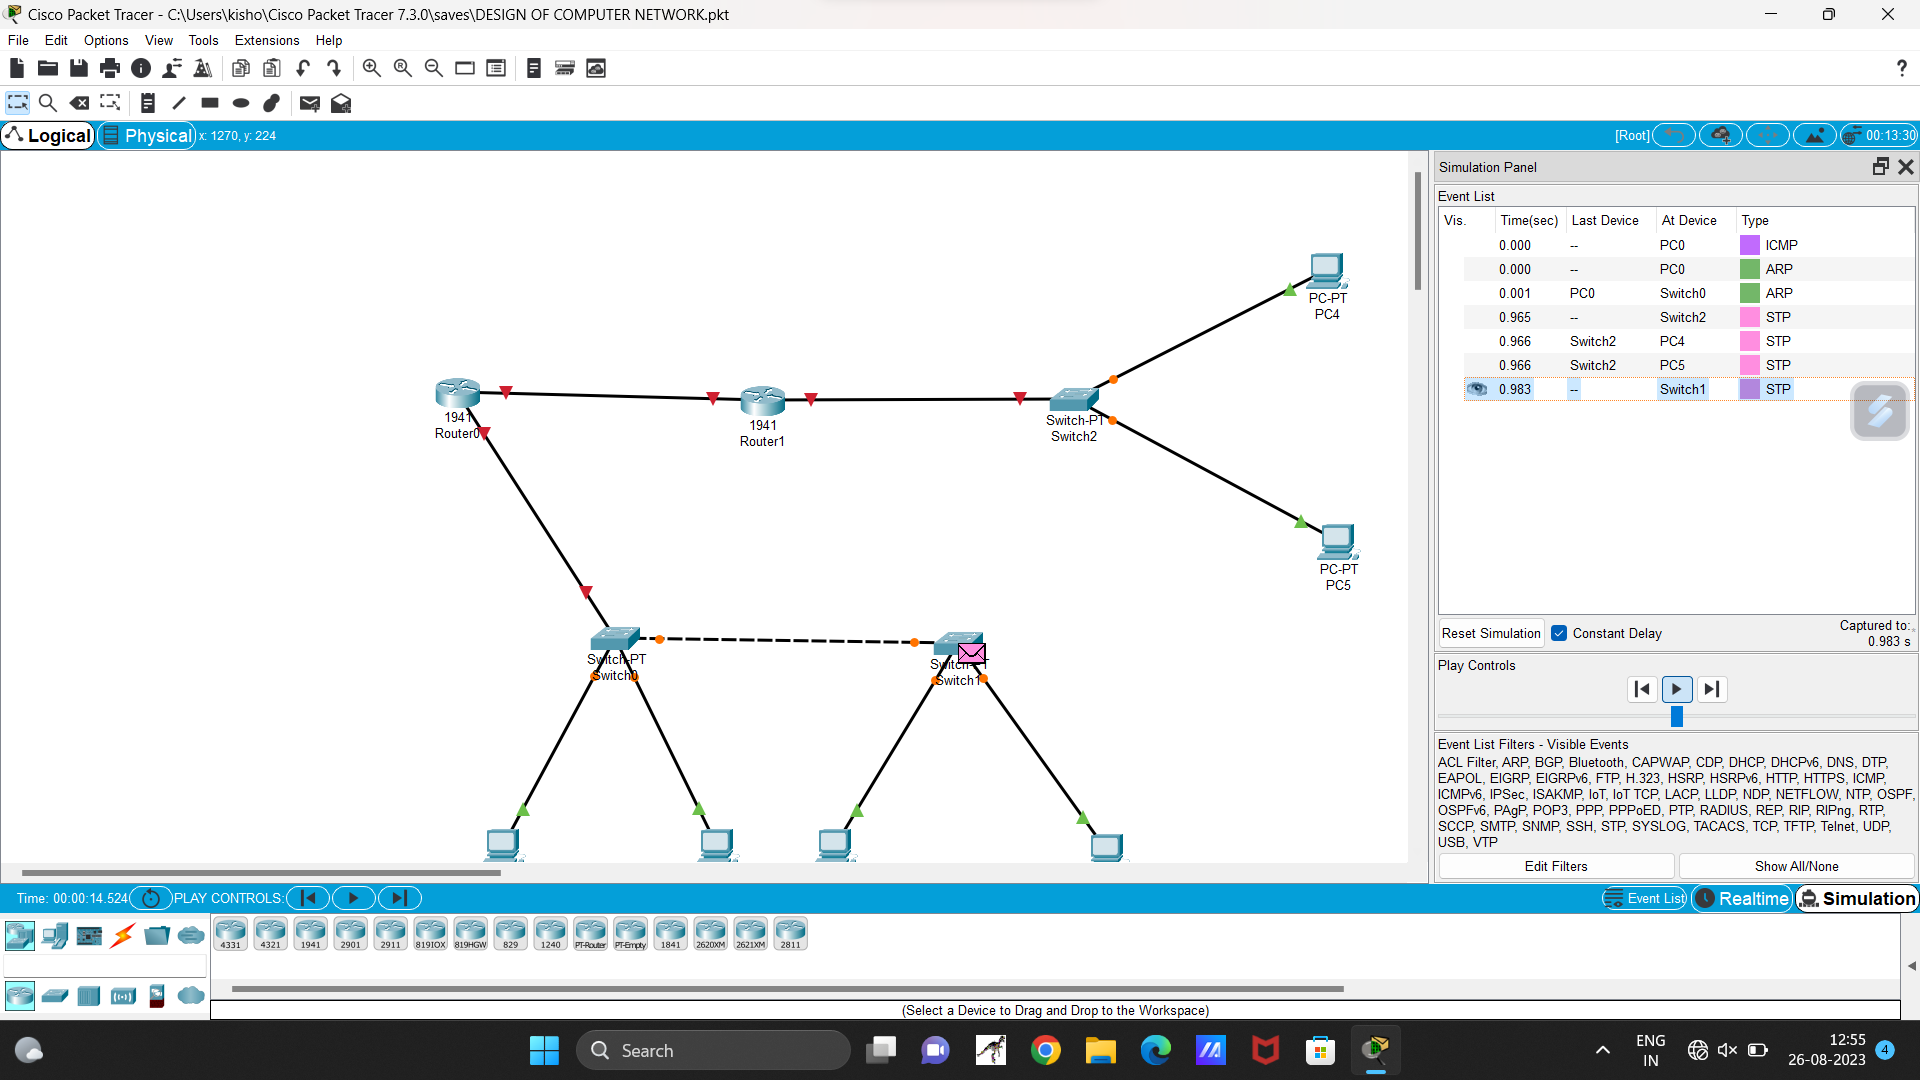 Cisco Packet Tracer - C:\Users\kisho\Cisco Packet Tracer 7.3.0\saves\DESIGN OF COMPUTER NETWORK.pkt
File Edit Options View Tools Extensions Help
?
Logical Physical x: 1270, y: 224 [Root] 00:13:30
Simulation Panel
Event List
Vis. Time(sec) Last Device At Device Type
0.000 -- PC0 ICMP
0.000 -- PC0 ARP
0.001 PC0 Switch0 ARP
0.965 -- Switch2 STP
0.966 Switch2 PC4 STP
0.966 Switch2 PC5 STP
0.983 -- Switch1 STP
PC-PT
PC4
1941
Router0
1941
Router1
Switch-PT
Switch2
PC-PT
PC5
Switch-PT
Switch0
Switch-PT
Switch1
Reset Simulation Constant Delay Captured to:
0.983 s
Play Controls
Event List Filters - Visible Events
ACL Filter, ARP, BGP, Bluetooth, CAPWAP, CDP, DHCP, DHCPv6, DNS, DTP,
EAPOL, EIGRP, EIGRPv6, FTP, H.323, HSRP, HSRPv6, HTTP, HTTPS, ICMP,
ICMPv6, IPSec, ISAKMP, IoT, IoT TCP, LACP, LLDP, NDP, NETFLOW, NTP, OSPF,
OSPFv6, PAgP, POP3, PPP, PPPoED, PTP, RADIUS, REP, RIP, RIPng, RTP,
SCCP, SMTP, SNMP, SSH, STP, SYSLOG, TACACS, TCP, TFTP, Telnet, UDP,
USB, VTP
Edit Filters Show All/None
Time: 00:00:14.524 PLAY CONTROLS: Event List Realtime Simulation
4331 4321 1941 2901 2911 819IOX 819HGW 829 1240 PT-Router PT-Empty 1841 2620XM 2621XM 2811
(Select a Device to Drag and Drop to the Workspace)
Search
ENG
IN
12:55
26-08-2023
4